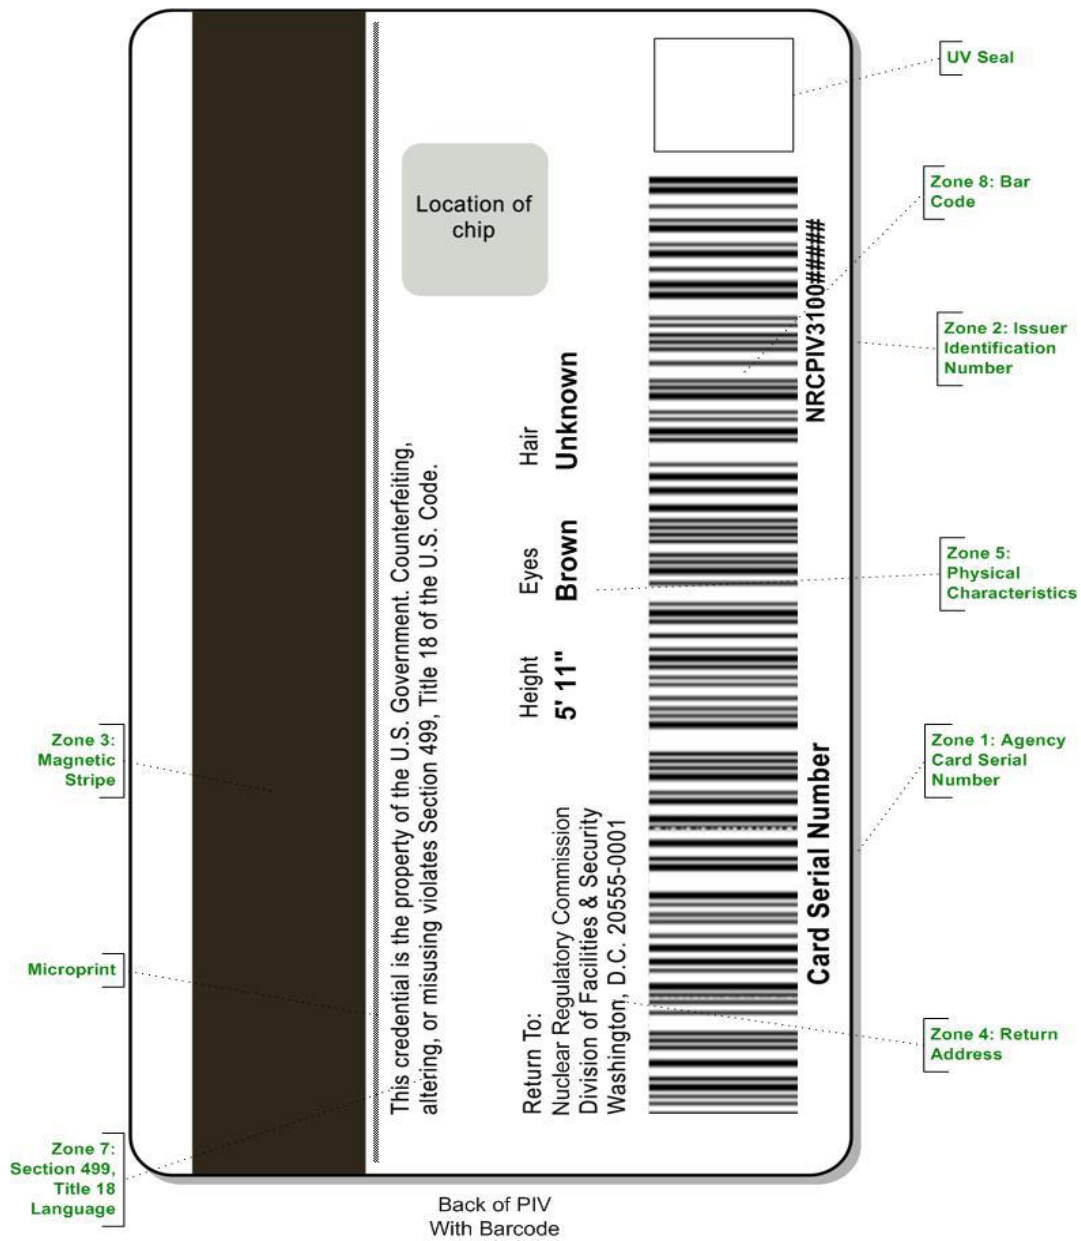 UV Seal
Zone 8: Bar
Code
Zone 2: Issuer
Identification
Number
Zone 5:
Physical
Characteristics
Zone 1: Agency
Card Serial
Number
Zone 4: Return
Address
Zone 3:
Magnetic
Stripe
Microprint
Zone 7:
Section 499,
Title 18
Language
Location of
chip
This credential is the property of the U.S. Government. Counterfeiting,
altering, or misusing violates Section 499, Title 18 of the U.S. Code.
Height Eyes Hair
5' 11" Brown Unknown
Return To:
Nuclear Regulatory Commission
Division of Facilities & Security
Washington, D.C. 20555-0001
Card Serial Number NRCPIV3100#####
Back of PIV
With Barcode